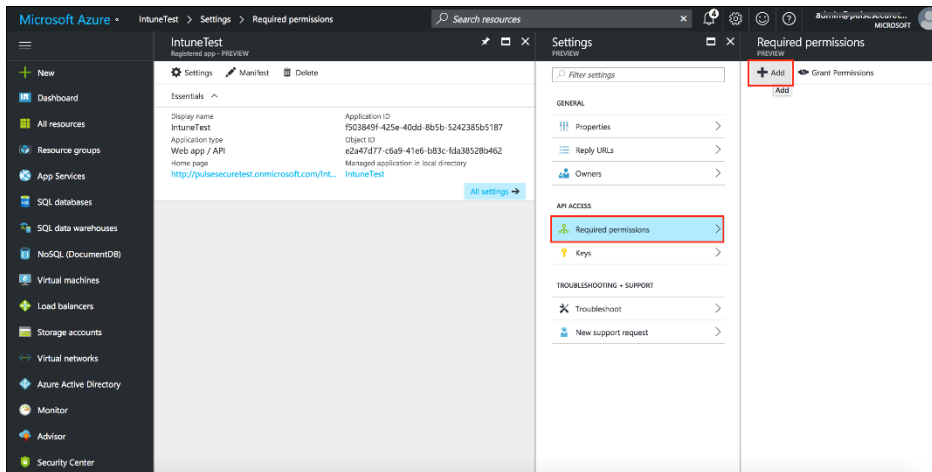 Microsoft Azure « IntuneTest > Settings > Required permissions
Search resources
MICROSOFT
New
Dashboard
All resources
Resource groups
App Services
SQL databases
SQL data warehouses
NoSQL (DocumentDB)
Virtual machines
Load balancers
Storage accounts
Virtual networks
Azure Active Directory
Monitor
Advisor
Security Center
IntuneTest
Registered app - PREVIEW
Settings Manifest Delete
Essentials
Display name
IntuneTest
Application type
Web app / API
Home page
http://pulsesecuretest.onmicrosoft.com/Int...
Application ID
f503849f-425e-40dd-8b5b-5242385b5187
Object ID
e2a47d77-c6a9-41e6-b83c-fda38528b462
Managed application in local directory
IntuneTest
All settings →
Settings
PREVIEW
Filter settings
GENERAL
Properties
Reply URLs
Owners
API ACCESS
Required permissions
Keys
TROUBLESHOOTING + SUPPORT
Troubleshoot
New support request
Required permissions
PREVIEW
Add Grant Permissions
Add